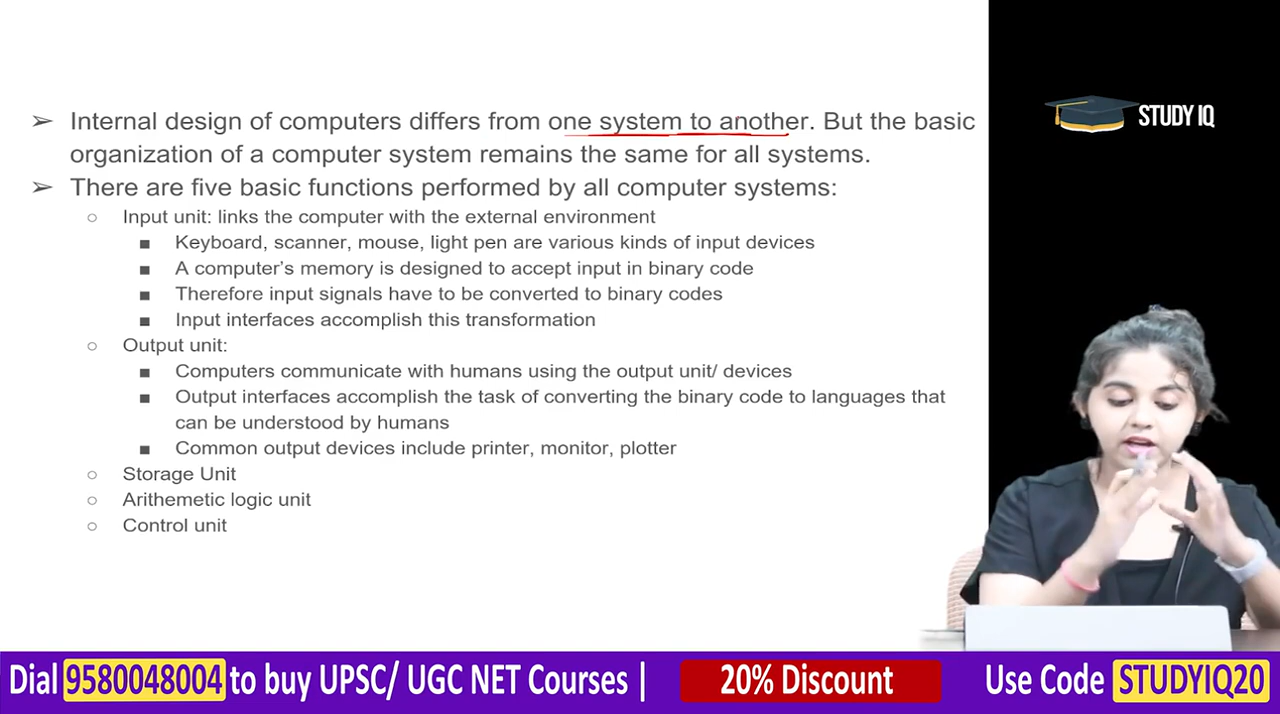 ➢ Internal design of computers differs from one system to another. But the basic
organization of a computer system remains the same for all systems.
➢ There are five basic functions performed by all computer systems:
○ Input unit: links the computer with the external environment
■ Keyboard, scanner, mouse, light pen are various kinds of input devices
■ A computer's memory is designed to accept input in binary code
■ Therefore input signals have to be converted to binary codes
■ Input interfaces accomplish this transformation
○ Output unit:
■ Computers communicate with humans using the output unit/ devices
■ Output interfaces accomplish the task of converting the binary code to languages that
can be understood by humans
■ Common output devices include printer, monitor, plotter
○ Storage Unit
○ Arithemetic logic unit
○ Control unit
STUDY IQ
Dial 9580048004 to buy UPSC/ UGC NET Courses | 20% Discount Use Code STUDYIQ20